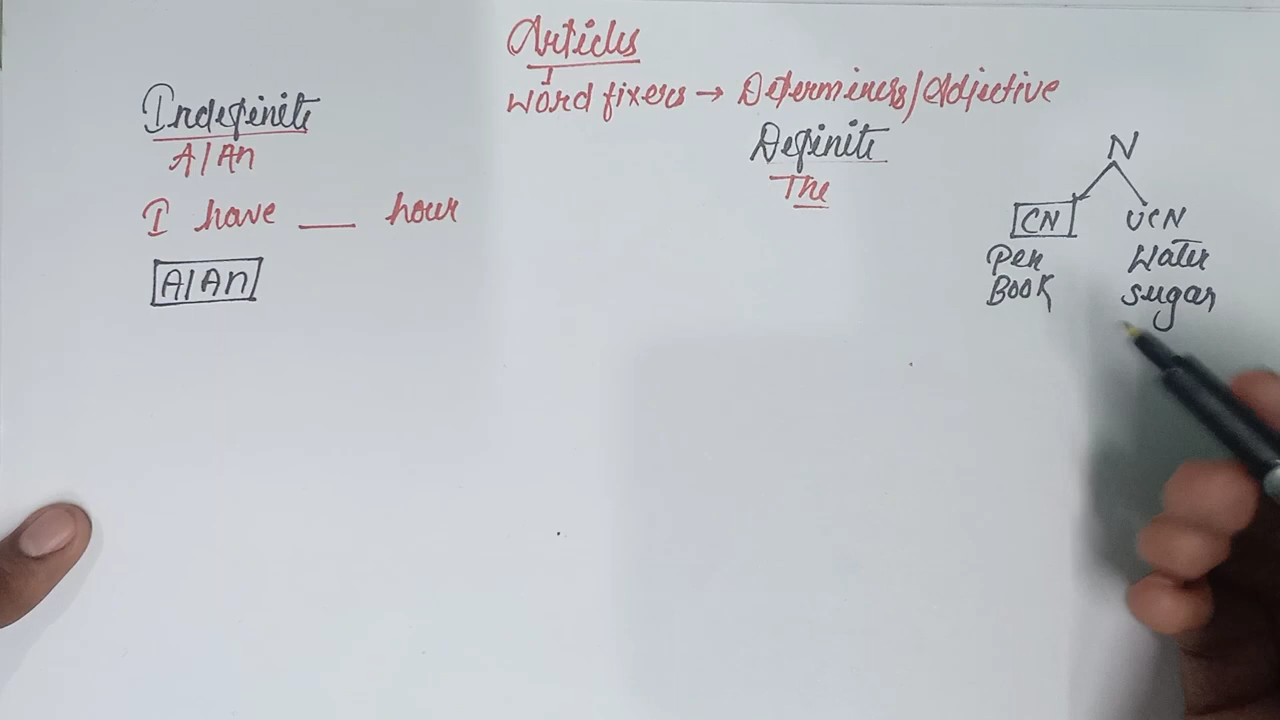 Articles
Word fixers → Determiners/Adjective
Indefinite
A/An
I have ___ hour
A/An
Definite
The
N
CN UCN
Pen Water
Book Sugar